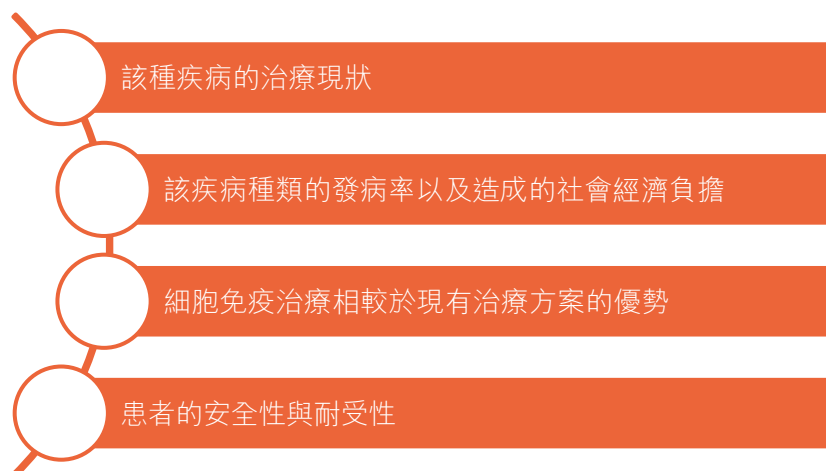 該種疾病的治療現狀
該疾病種類的發病率以及造成的社會經濟負擔
細胞免疫治療相較於現有治療方案的優勢
患者的安全性與耐受性